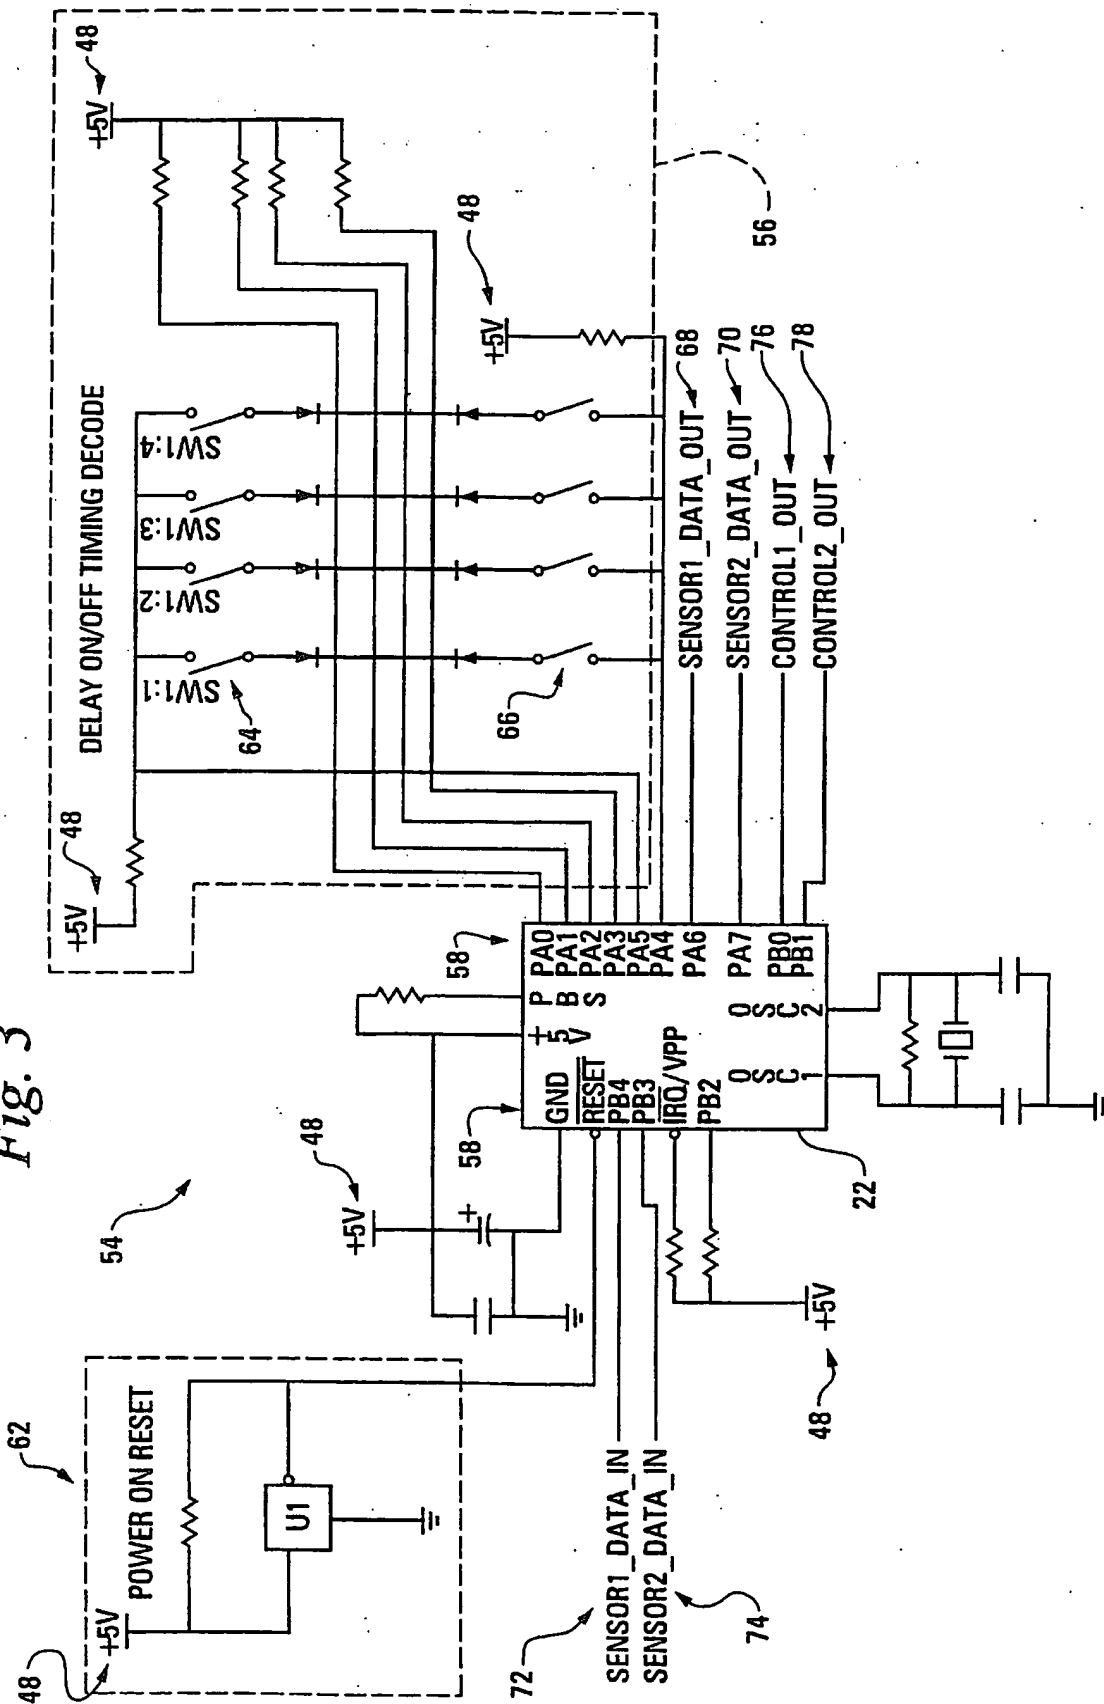 Fig. 3
54
62
48
+5V
POWER ON RESET
U1
72
SENSOR1_DATA_IN
SENSOR2_DATA_IN
74
48
+5V
48
+5V
58
58
GND
RESET
PB4
PB3
IRQ/VPP
PB2
+5V
PBS
OSC1
OSC2
PA0
PA1
PA2
PA3
PA5
PA4
PA6
PA7
PB0
PB1
22
48
+5V
DELAY ON/OFF TIMING DECODE
SW1:1
SW1:2
SW1:3
SW1:4
64
66
+5V
48
+5V
48
56
SENSOR1_DATA_OUT
68
SENSOR2_DATA_OUT
70
CONTROL1_OUT
76
CONTROL2_OUT
78